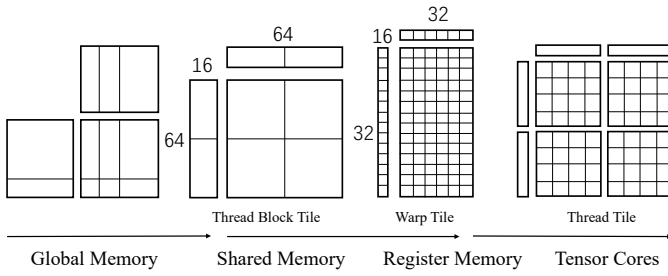 64
32
16
16
64
32
Thread Block Tile
Warp Tile
Thread Tile
Global Memory
Shared Memory
Register Memory
Tensor Cores